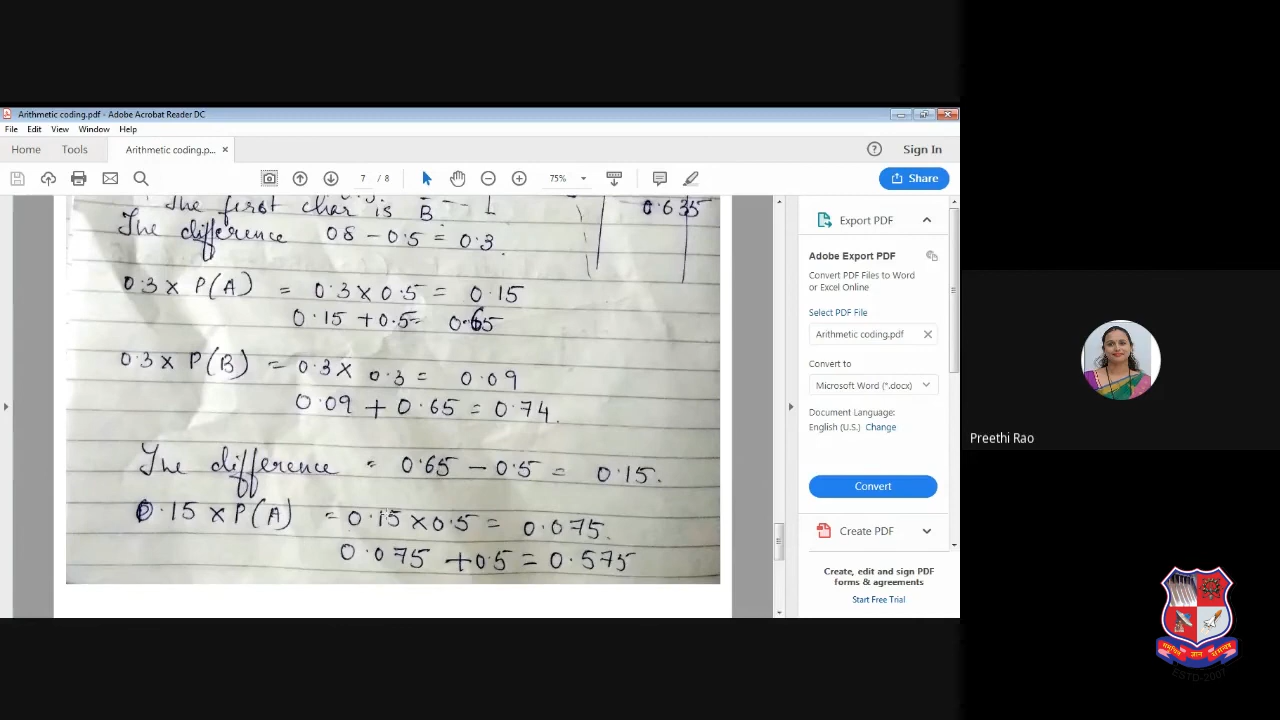 Arithmetic coding.pdf - Adobe Acrobat Reader DC
File Edit View Window Help
Home Tools Arithmetic coding.p... × Sign In
7 / 8 75% Share
The first char is B
0.635
The difference 0.8 - 0.5 = 0.3.
0.3 × P(A) = 0.3 × 0.5 = 0.15
0.15 + 0.5 = 0.65
0.3 × P(B) = 0.3 × 0.3 = 0.09
0.09 + 0.65 = 0.74.
The difference = 0.65 - 0.5 = 0.15.
0.15 × P(A) = 0.15 × 0.5 = 0.075.
0.075 + 0.5 = 0.575
Export PDF
Adobe Export PDF
Convert PDF Files to Word
or Excel Online
Select PDF File
Arithmetic coding.pdf ×
Convert to
Microsoft Word (*.docx)
Document Language:
English (U.S.) Change
Convert
Create PDF
Create, edit and sign PDF
forms & agreements
Start Free Trial
Preethi Rao
ESTD-2007